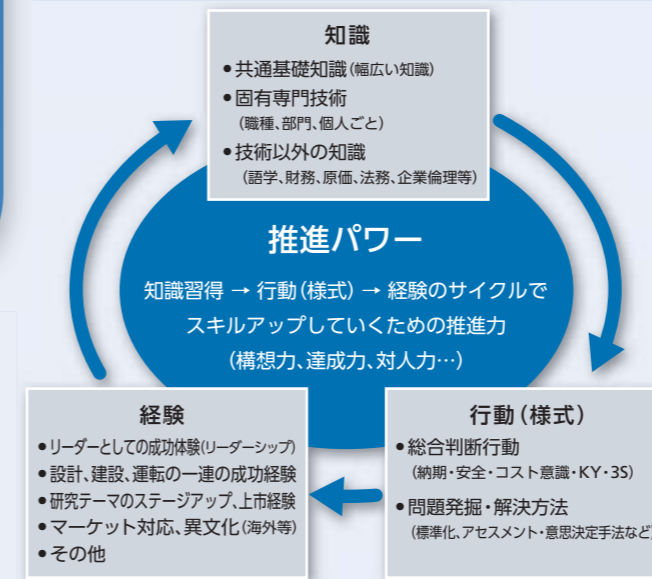 知識
●共通基礎知識(幅広い知識)
●固有専門技術
(職種、部門、個人ごと)
●技術以外の知識
(語学、財務、原価、法務、企業倫理等)
推進パワー
知識習得 → 行動(様式) → 経験のサイクルで
スキルアップしていくための推進力
(構想力、達成力、対人力…)
経験
●リーダーとしての成功体験(リーダーシップ)
●設計、建設、運転の一連の成功経験
●研究テーマのステージアップ、上市経験
●マーケット対応、異文化(海外等)
●その他
行動(様式)
●総合判断行動
(納期・安全・コスト意識・KY・3S)
●問題発掘・解決方法
(標準化、アセスメント・意思決定手法など)